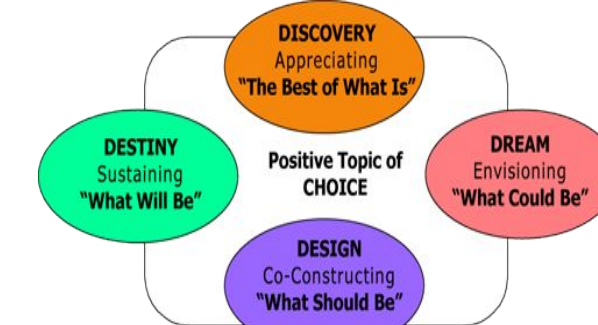 DISCOVERY
Appreciating
“The Best of What Is”
DESTINY
Sustaining
“What Will Be”
Positive Topic of
CHOICE
DREAM
Envisioning
“What Could Be”
DESIGN
Co-Constructing
“What Should Be”